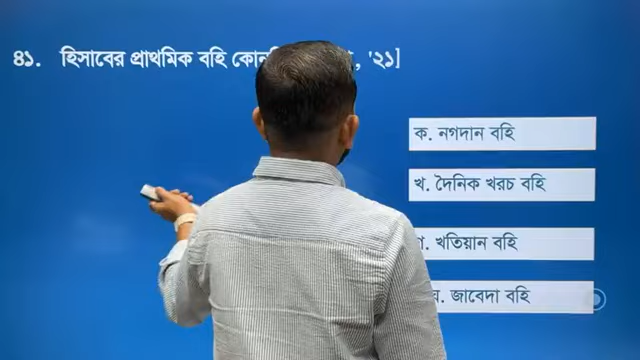 ৪১. হিসাবের প্রাথমিক বহি , '২১]
ক. নগদান বহি
খ. দৈনিক খরচ বহি
খতিয়ান বহি
জাবেদা বহি